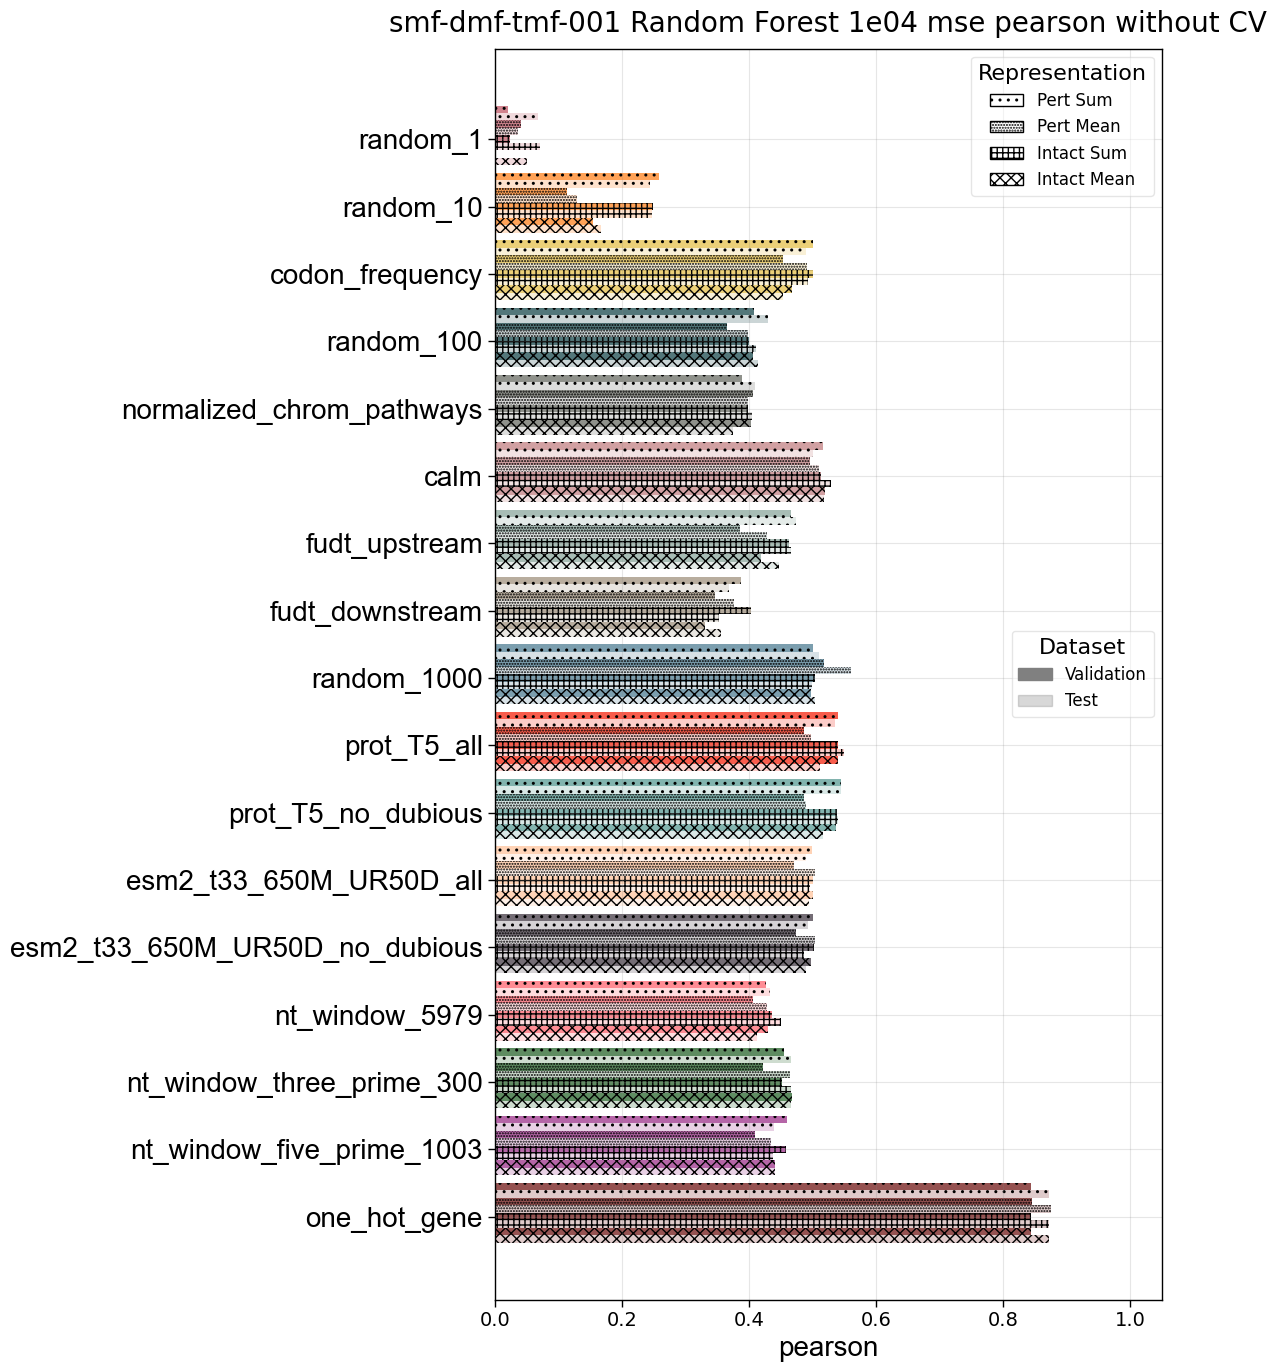 smf-dmf-tmf-001 Random Forest 1e04 mse pearson without CV
Representation
Pert Sum
Pert Mean
Intact Sum
Intact Mean
random_1
random_10
codon_frequency
random_100
normalized_chrom_pathways
calm
fudt_upstream
fudt_downstream
random_1000
prot_T5_all
prot_T5_no_dubious
esm2_t33_650M_UR50D_all
esm2_t33_650M_UR50D_no_dubious
nt_window_5979
nt_window_three_prime_300
nt_window_five_prime_1003
one_hot_gene
Dataset
Validation
Test
0.0 0.2 0.4 0.6 0.8 1.0
pearson